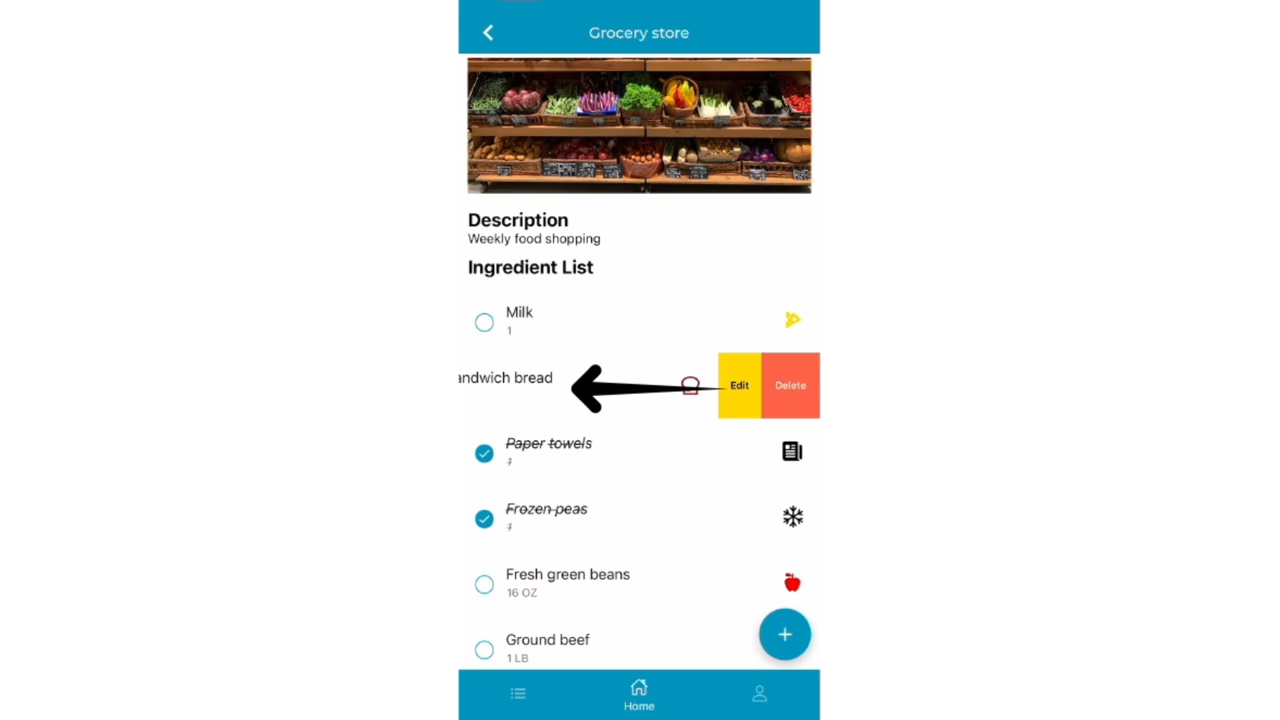 Grocery store
Description
Weekly food shopping
Ingredient List
Milk
1
andwich bread
Edit
Delete
Paper towels
1
Frozen peas
1
Fresh green beans
16 OZ
Ground beef
1 LB
Home